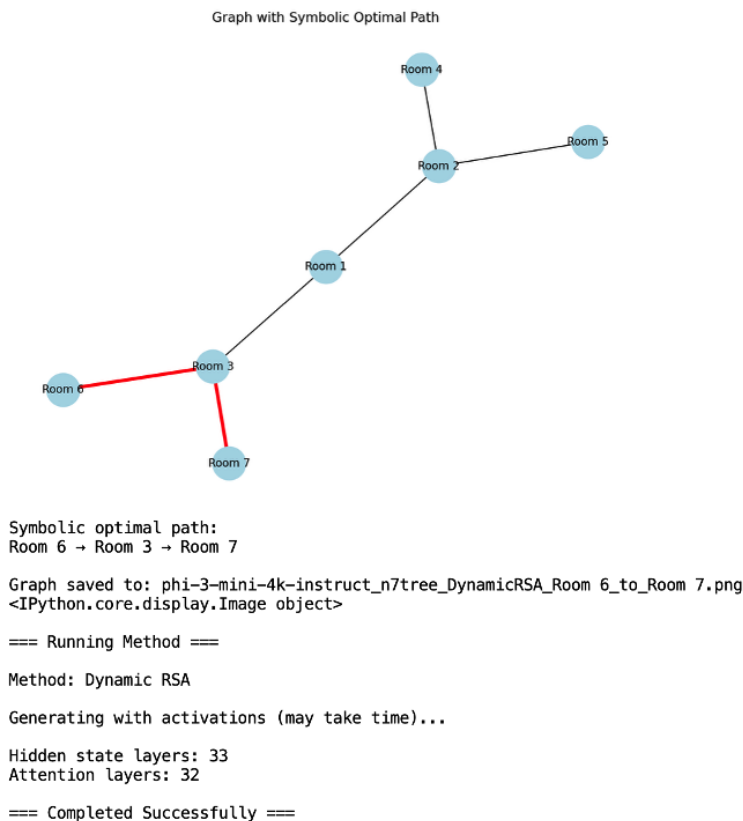 Graph with Symbolic Optimal Path
Room 4
Room 5
Room 2
Room 1
Room 3
Room 6
Room 7
Symbolic optimal path:
Room 6 → Room 3 → Room 7
Graph saved to: phi-3-mini-4k-instruct_n7tree_DynamicRSA_Room 6_to_Room 7.png
<IPython.core.display.Image object>
=== Running Method ===
Method: Dynamic RSA
Generating with activations (may take time)...
Hidden state layers: 33
Attention layers: 32
=== Completed Successfully ===